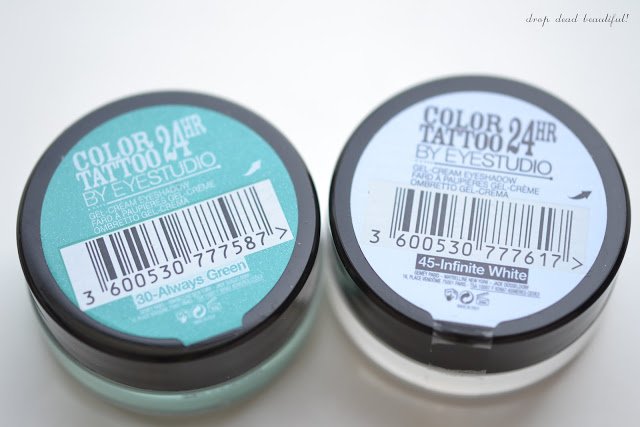 drop dead beautiful!
COLOR
TATTOO 24HR
BY EYESTUDIO
GEL-CREAM EYESHADOW
FARD À PAUPIÈRES GEL-CRÈME
OMBRETTO GEL-CREMA
3 600530 777587 >
30-Always Green
COLOR
TATTOO 24HR
BY EYESTUDIO
GEL-CREAM EYESHADOW
FARD À PAUPIÈRES GEL-CRÈME
OMBRETTO GEL-CREMA
3 600530 777617 >
45-Infinite White